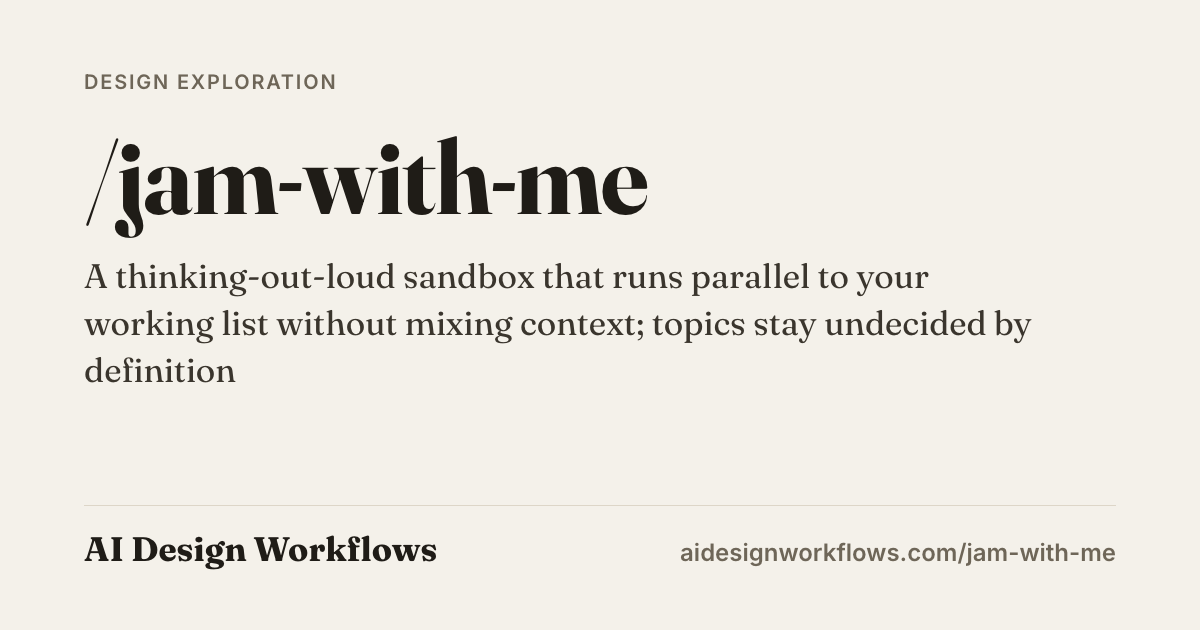 DESIGN EXPLORATION
/jam-with-me
A thinking-out-loud sandbox that runs parallel to your
working list without mixing context; topics stay undecided by
definition
AI Design Workflows
aidesignworkflows.com/jam-with-me